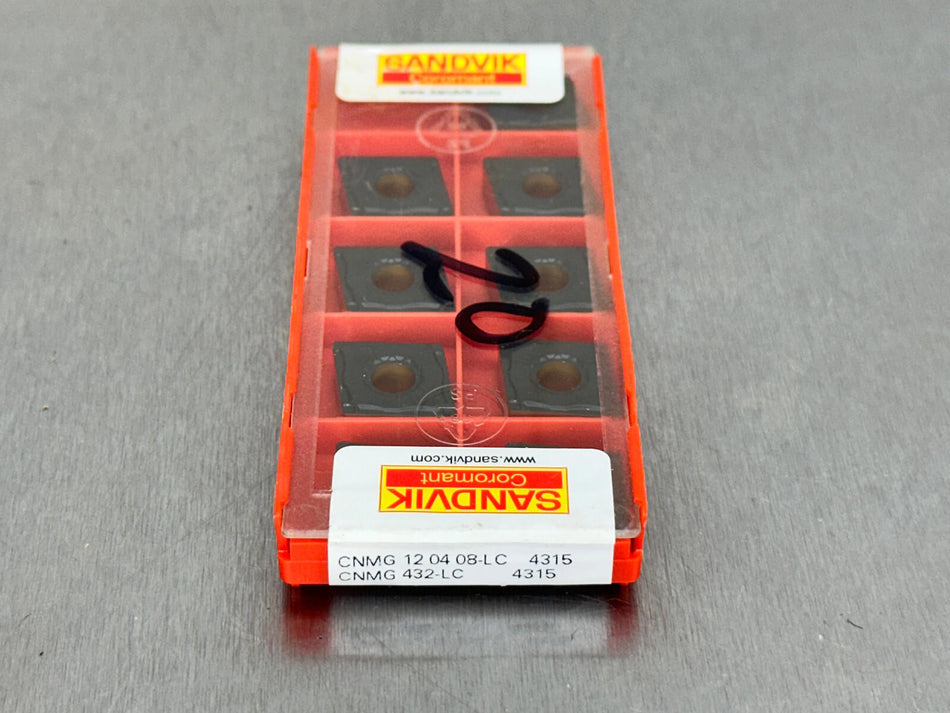 SANDVIK
Coromant
www.sandvik.com
www.sandvik.com
Coromant
SANDVIK
CNMG 12 04 08-LC 4315
CNMG 432-LC 4315